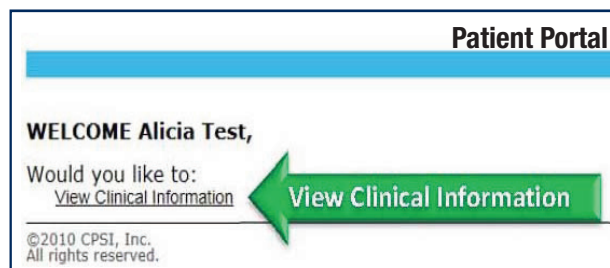 Patient Portal
WELCOME Alicia Test,
Would you like to:
View Clinical Information
View Clinical Information
©2010 CPSI, Inc.
All rights reserved.